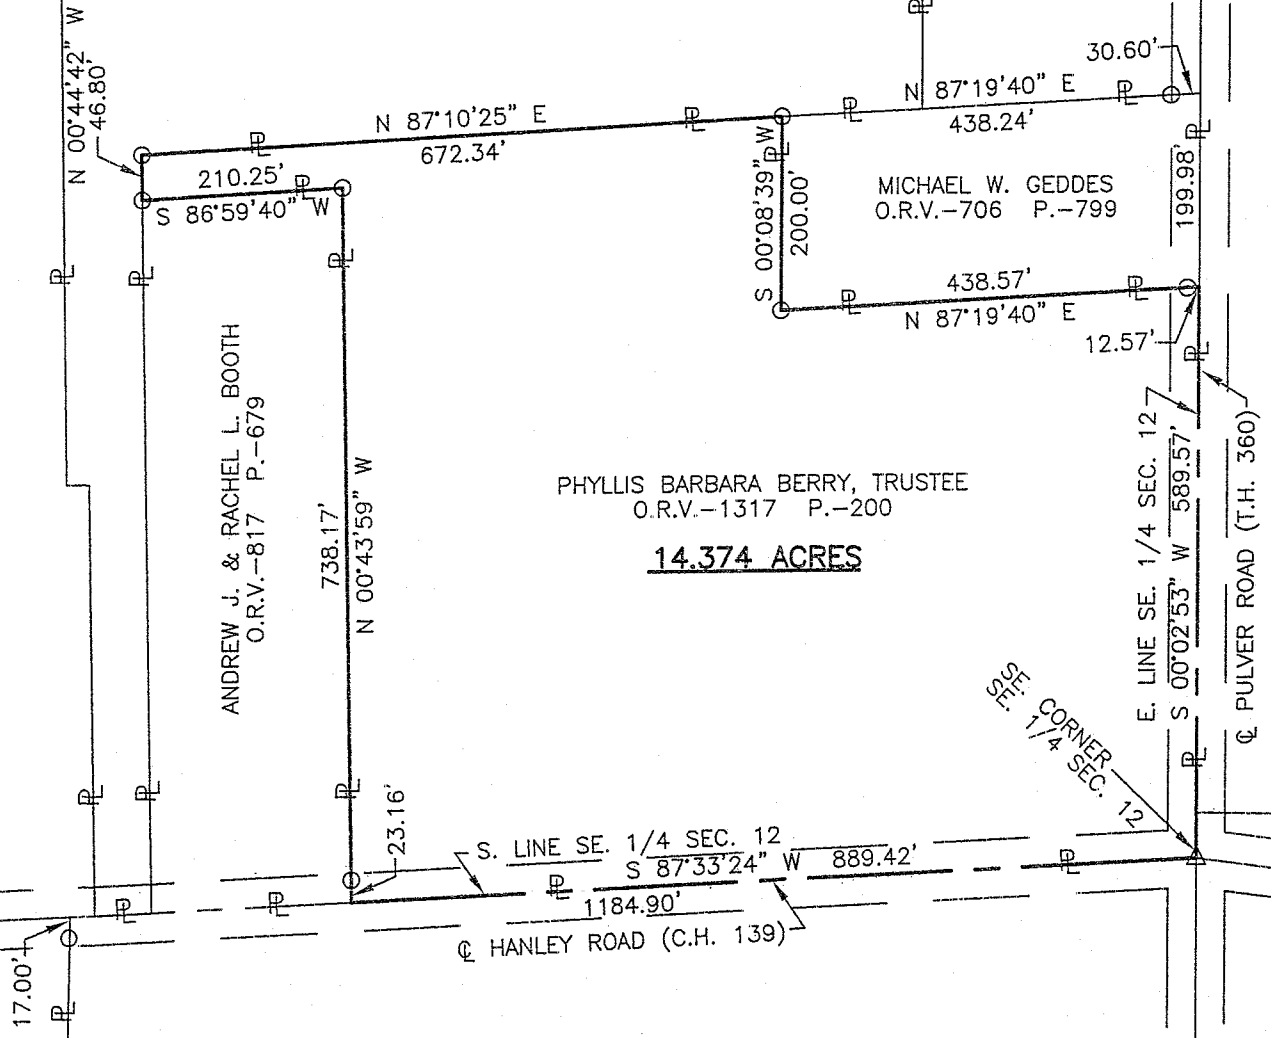 N 00°44'42" W
46.80'
30.60'
N 87°10'25" E
672.34'
N 87°19'40" E
438.24'
210.25'
S 86°59'40" W
S 00°08'39" W
200.00'
MICHAEL W. GEDDES
O.R.V.-706 P.-799
199.98'
438.57'
N 87°19'40" E
12.57'
ANDREW J. & RACHEL L. BOOTH
O.R.V.-817 P.-679
738.17'
N 00°43'59" W
PHYLLIS BARBARA BERRY, TRUSTEE
O.R.V.-1317 P.-200
14.374 ACRES
E. LINE SE. 1/4 SEC. 12
S 00°02'53" W 589.57'
℄ PULVER ROAD (T.H. 360)
SE. CORNER
SE. 1/4 SEC. 12
23.16'
S. LINE SE. 1/4 SEC. 12
S 87°33'24" W 889.42'
1184.90'
℄ HANLEY ROAD (C.H. 139)
17.00'